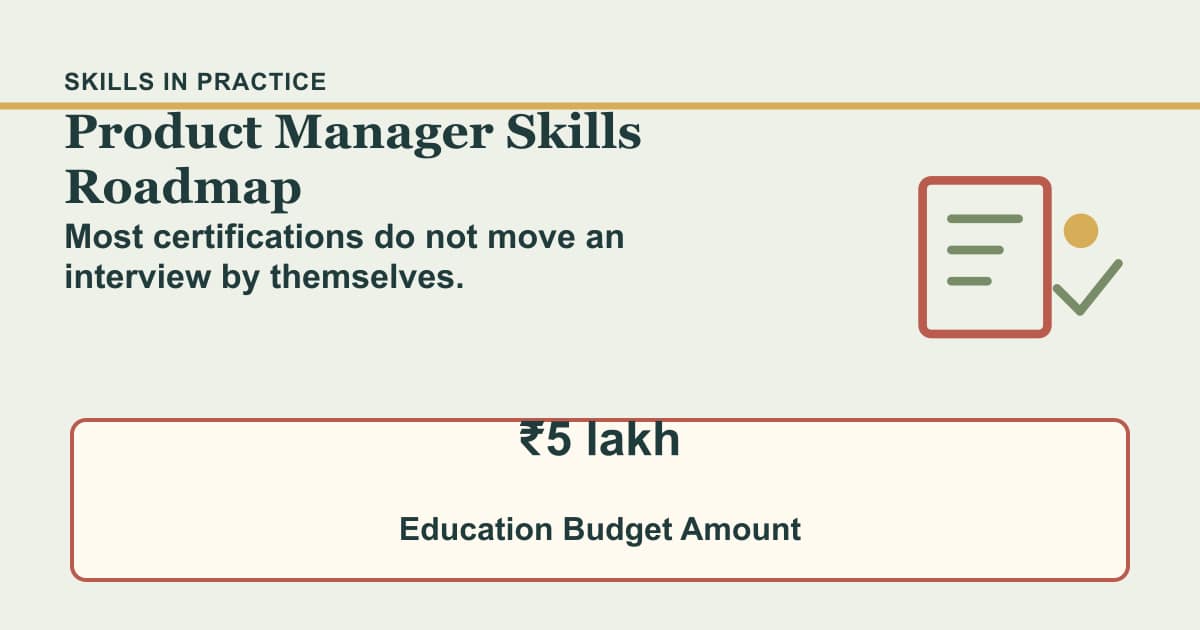 SKILLS IN PRACTICE
Product Manager Skills
Roadmap
Most certifications do not move an
interview by themselves.
₹5 lakh
Education Budget Amount